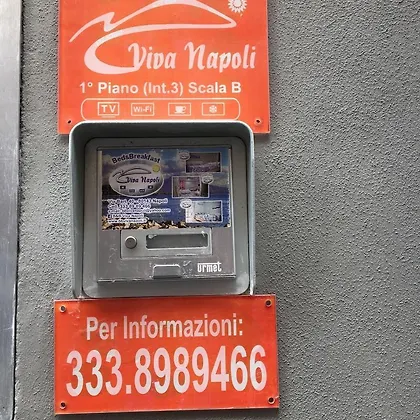 Viva Napoli
1° Piano (Int.3) Scala B
TV Wi-Fi
Bed&Breakfast
Viva Napoli
urmet
Per Informazioni:
333.8989466